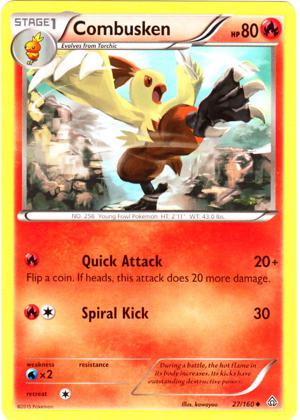 STAGE1
Combusken
HP80
Evolves from Torchic
NO. 256 Young Fowl Pokémon HT: 2'11" WT: 43.0 lbs.
Quick Attack 20+
Flip a coin. If heads, this attack does 20 more damage.
Spiral Kick 30
weakness
resistance
×2
During a battle, the hot flame in
its body increases. Its kicks have
outstanding destructive power.
retreat
Illus. kawayoo
27/160
©2015 Pokémon